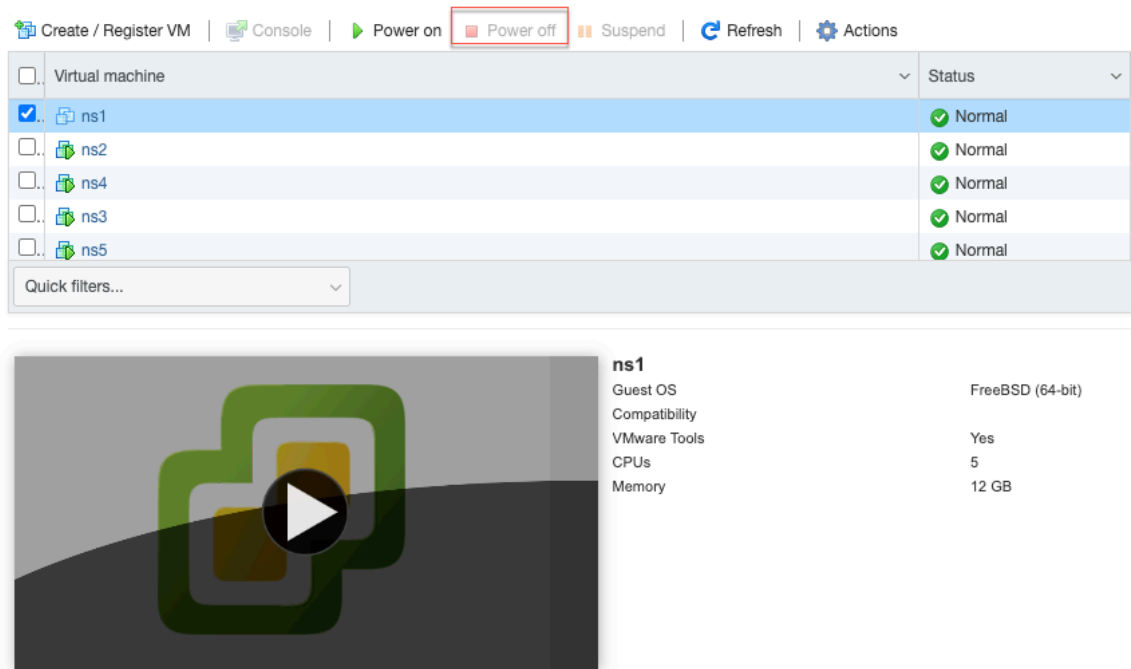 Create / Register VM Console Power on Power off Suspend Refresh Actions
Virtual machine Status
ns1 Normal
ns2 Normal
ns4 Normal
ns3 Normal
ns5 Normal
Quick filters...
ns1
Guest OS FreeBSD (64-bit)
Compatibility
VMware Tools Yes
CPUs 5
Memory 12 GB